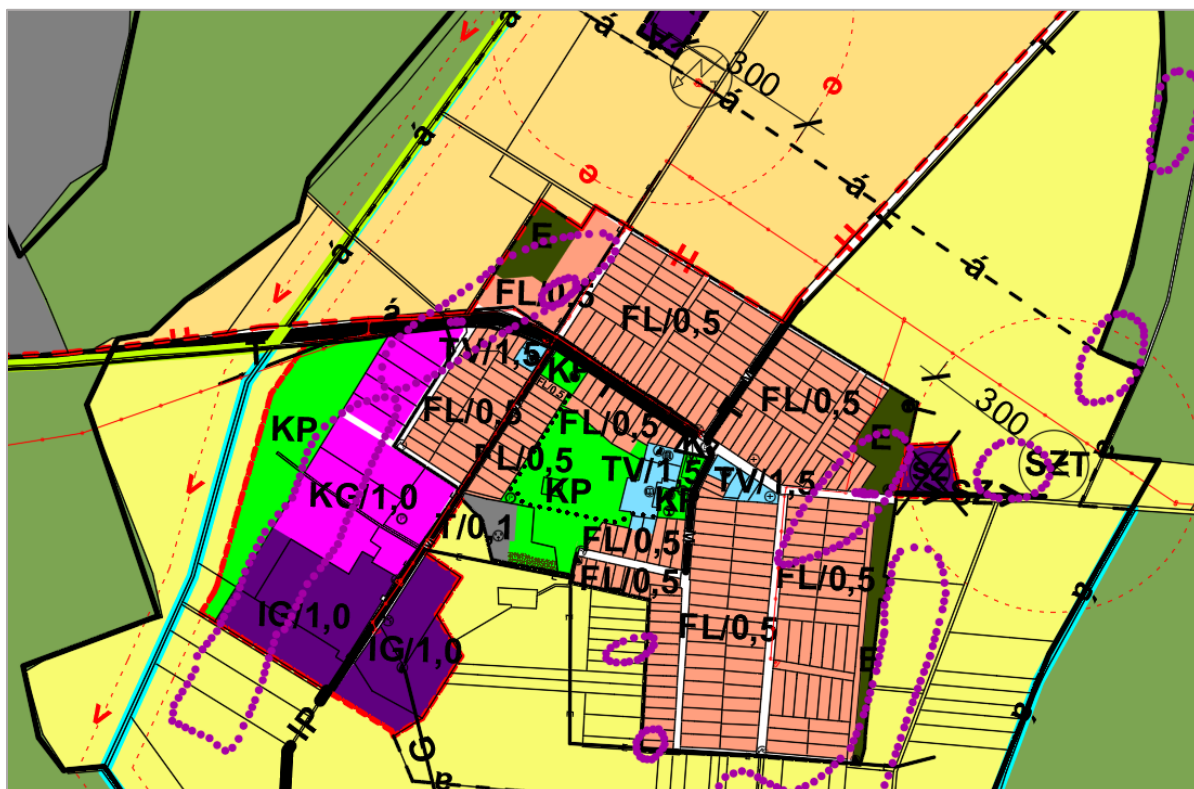 á
á
300
á
v
e
á
á
á
H
e
E
H
H
á
v
FL/0,5
FL/0,5
á
H
T
TV/1,5
KP
FL/0,5
FL/0,5
FL/0,5
FL/0,5
E
300
KP
FL/0,5
SZT
v
KP
TV/1,5
TV/1,5
SZ
SZ
KG/1,0
KP
T/0,1
FL/0,5
FL/0,5
FL/0,5
IG/1,0
FL/0,5
IG/1,0
E
v
G